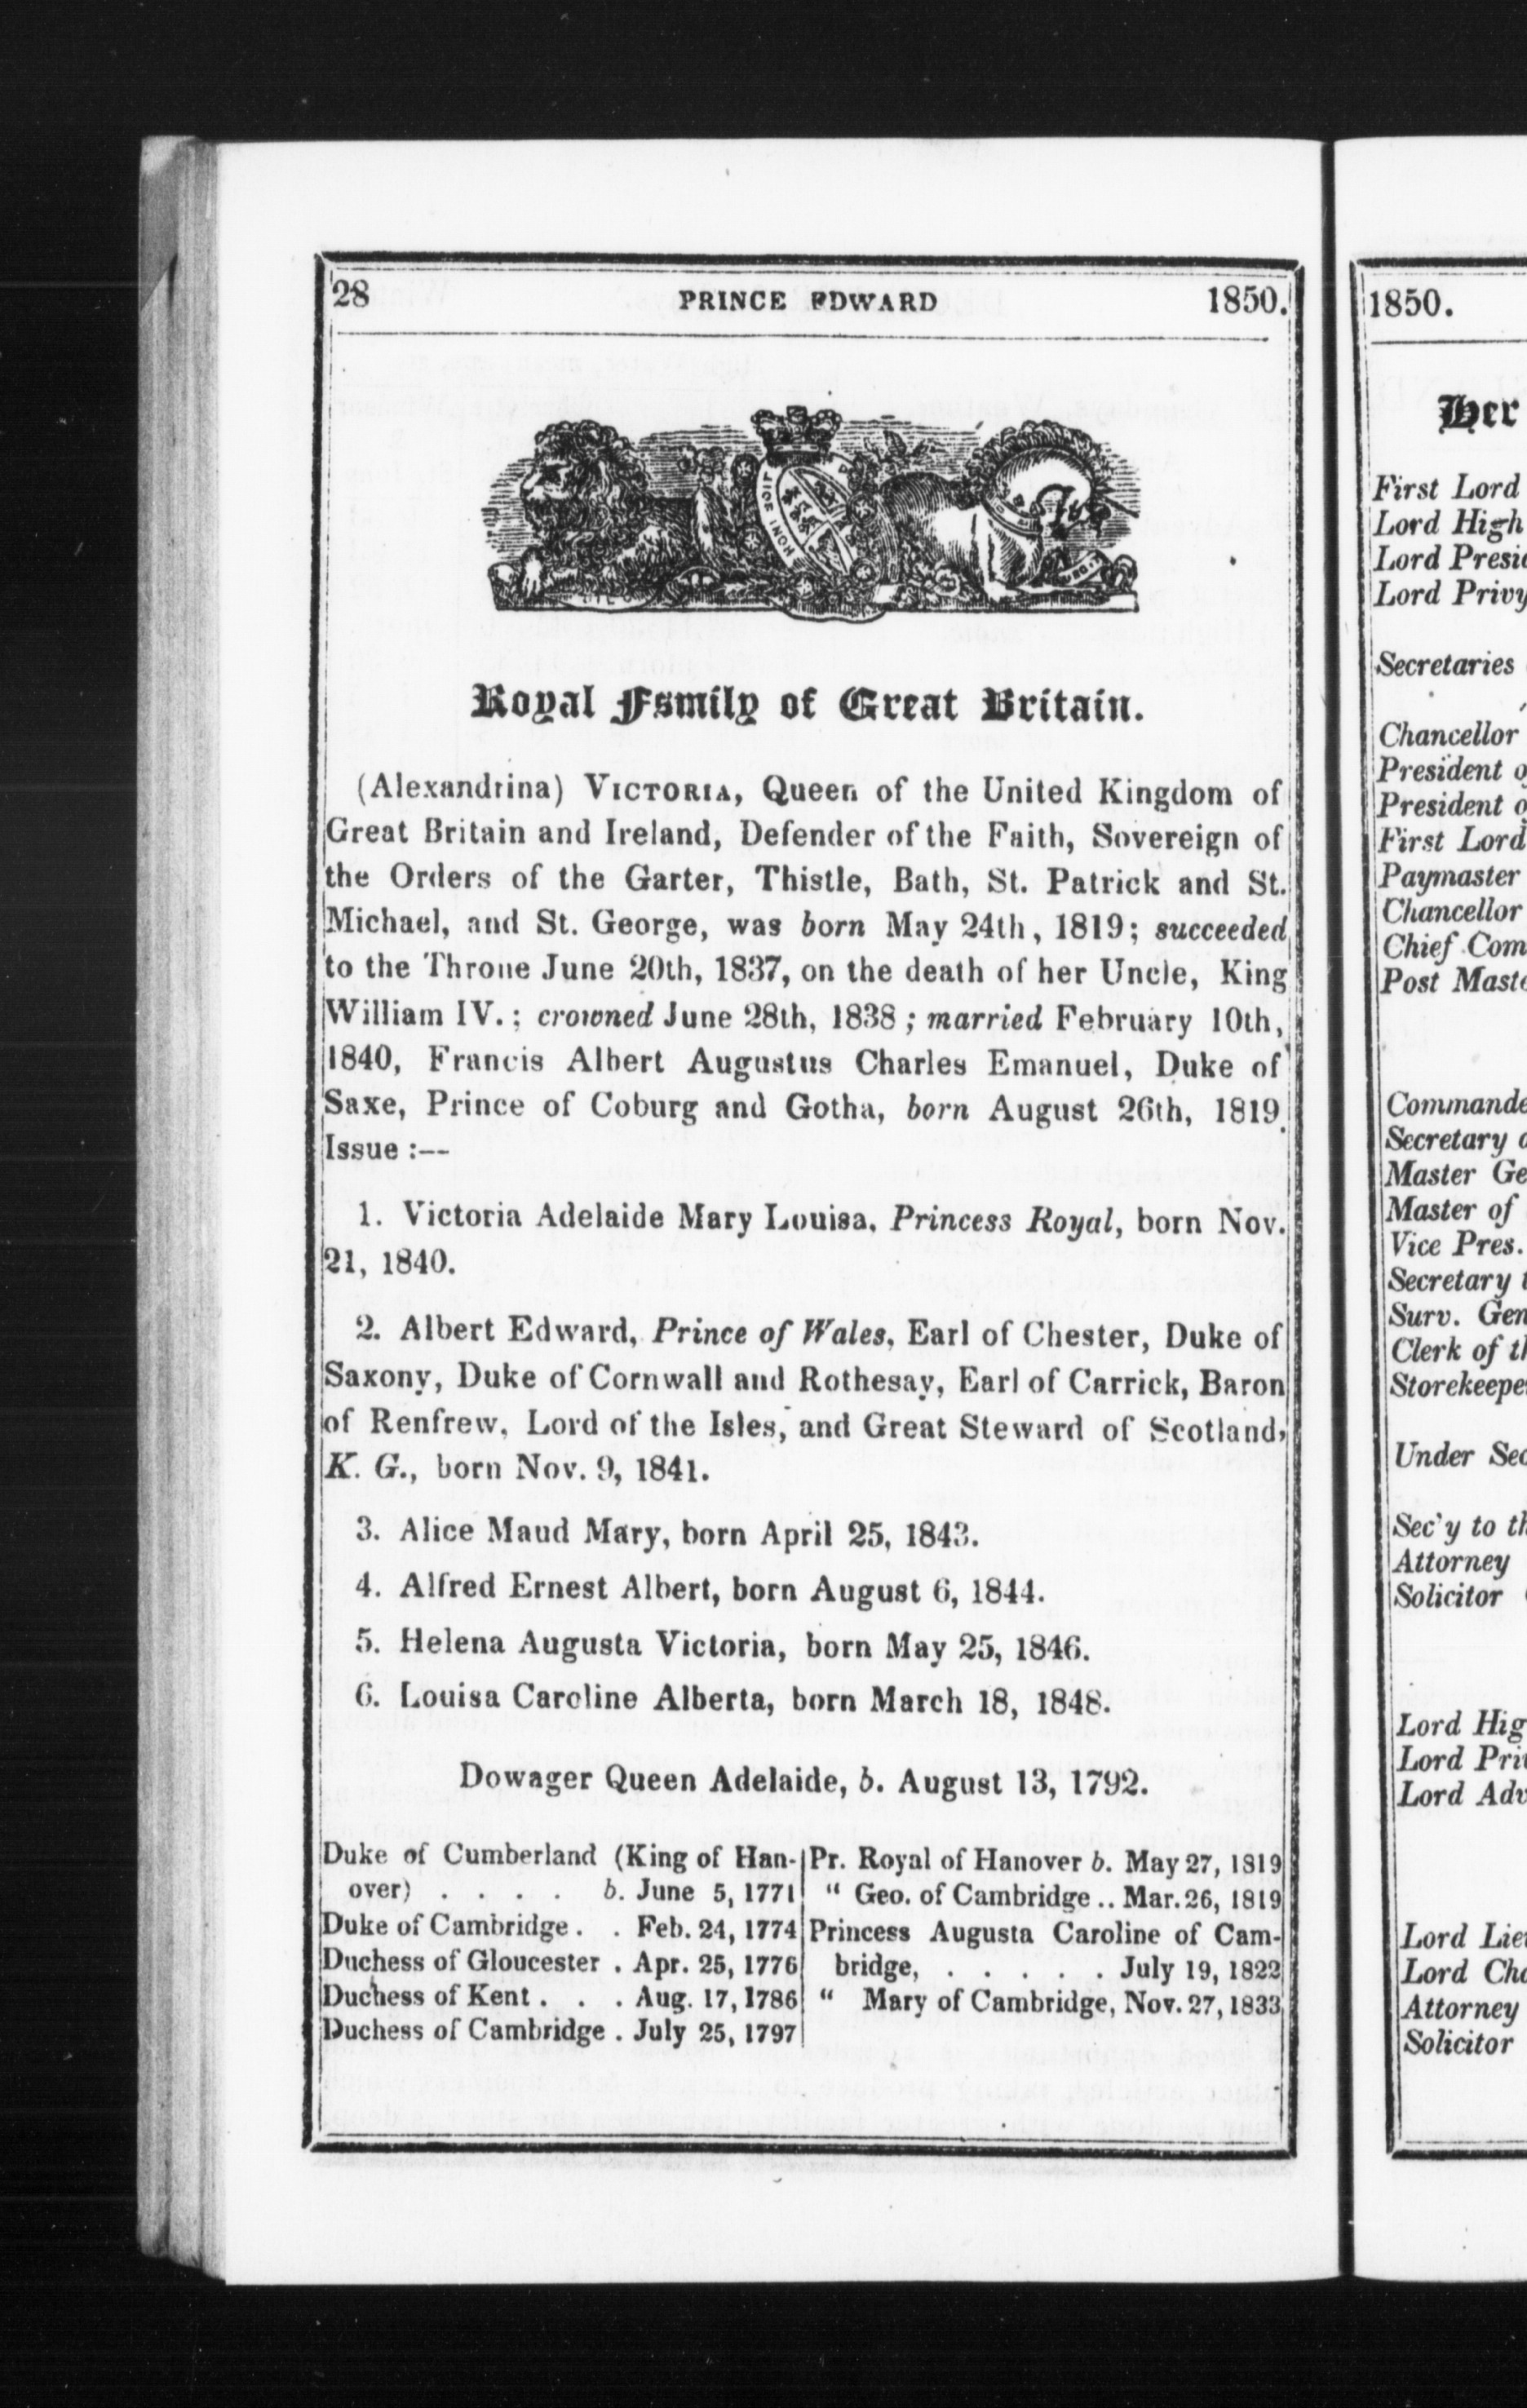 28 PRINCE EDWARD 1850.
HONI SOIT
Royal Fsmily of Great Britain.
(Alexandrina) VICTORIA, Queen of the United Kingdom of
Great Britain and Ireland, Defender of the Faith, Sovereign of
the Orders of the Garter, Thistle, Bath, St. Patrick and St.
Michael, and St. George, was born May 24th, 1819; succeeded
to the Throne June 20th, 1837, on the death of her Uncle, King
William IV.; crowned June 28th, 1838; married February 10th,
1840, Francis Albert Augustus Charles Emanuel, Duke of
Saxe, Prince of Coburg and Gotha, born August 26th, 1819.
Issue :--
1. Victoria Adelaide Mary Louisa, Princess Royal, born Nov.
21, 1840.
2. Albert Edward, Prince of Wales, Earl of Chester, Duke of
Saxony, Duke of Cornwall and Rothesay, Earl of Carrick, Baron
of Renfrew, Lord of the Isles, and Great Steward of Scotland,
K. G., born Nov. 9, 1841.
3. Alice Maud Mary, born April 25, 1843.
4. Alfred Ernest Albert, born August 6, 1844.
5. Helena Augusta Victoria, born May 25, 1846.
6. Louisa Caroline Alberta, born March 18, 1848.
Dowager Queen Adelaide, b. August 13, 1792.
Duke of Cumberland (King of Han-
over) . . . . b. June 5, 1771
Duke of Cambridge . . Feb. 24, 1774
Duchess of Gloucester . Apr. 25, 1776
Duchess of Kent . . . Aug. 17, 1786
Duchess of Cambridge . July 25, 1797
Pr. Royal of Hanover b. May 27, 1819
" Geo. of Cambridge .. Mar. 26, 1819
Princess Augusta Caroline of Cam-
bridge, . . . . . July 19, 1822
" Mary of Cambridge, Nov. 27, 1833
1850.
Her
First Lord
Lord High
Lord Presid
Lord Privy
Secretaries
Chancellor
President o
President o
First Lord
Paymaster
Chancellor
Chief Com
Post Maste
Commande
Secretary
Master Ge
Master of
Vice Pres.
Secretary t
Surv. Gen
Clerk of th
Storekeepe
Under Sec
Sec'y to th
Attorney
Solicitor
Lord Hig
Lord Pri
Lord Adv
Lord Lie
Lord Cha
Attorney
Solicitor